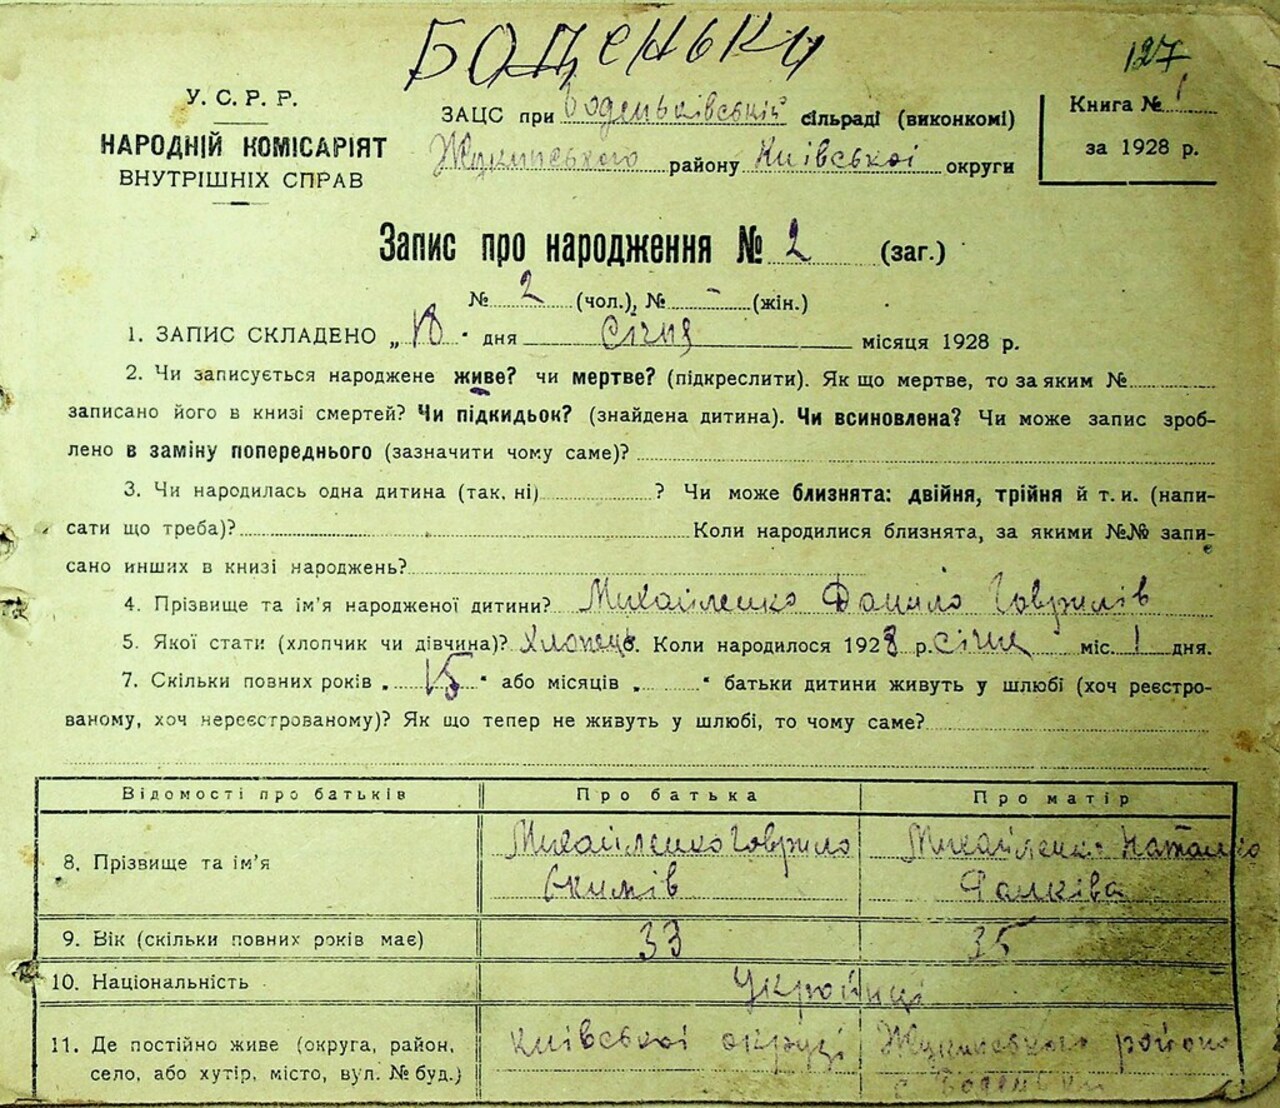 Боденьки
127
У. С. Р. Р.
НАРОДНІЙ КОМІСАРІЯТ
ВНУТРІШНІХ СПРАВ
ЗАЦС при Боденьківській сільраді (виконкомі)
Жукинського району Київської округи
Книга № 1
за 1928 р.
Запис про народження № 2 (заг.)
№ 2 (чол.), № - (жін.)
1. ЗАПИС СКЛАДЕНО „18" дня Січня місяця 1928 р.
2. Чи записується народжене живе? чи мертве? (підкреслити). Як що мертве, то за яким №
записано його в книзі смертей? Чи підкидьок? (знайдена дитина). Чи всиновлена? Чи може запис зроб-
лено в заміну попереднього (зазначити чому саме)?
3. Чи народилась одна дитина (так, ні) ? Чи може близнята: двійня, трійня й т. и. (напи-
сати що треба)? Коли народилися близнята, за якими №№ запи-
сано инших в книзі народжень?
4. Прізвище та ім'я народженої дитини? Михайленко Данило Говрилів
5. Якої стати (хлопчик чи дівчина)? Хлопець. Коли народилося 1928 р. січня міс. 1 дня.
7. Скільки повних років „15" або місяців „ " батьки дитини живуть у шлюбі (хоч реєстро-
ваному, хоч нереєстрованому)? Як що тепер не живуть у шлюбі, то чому саме?
Відомості про батьків Про батька Про матір
8. Прізвище та ім'я Михайленко Говрило Михайленко Наталка
Якимів
9. Вік (скільки повних років має) 33 35
10. Національність Украйнці
11. Де постійно живе (округа, район, Київської округі Жукинського району
село, або хутір, місто, вул. № буд.) с Боденьки